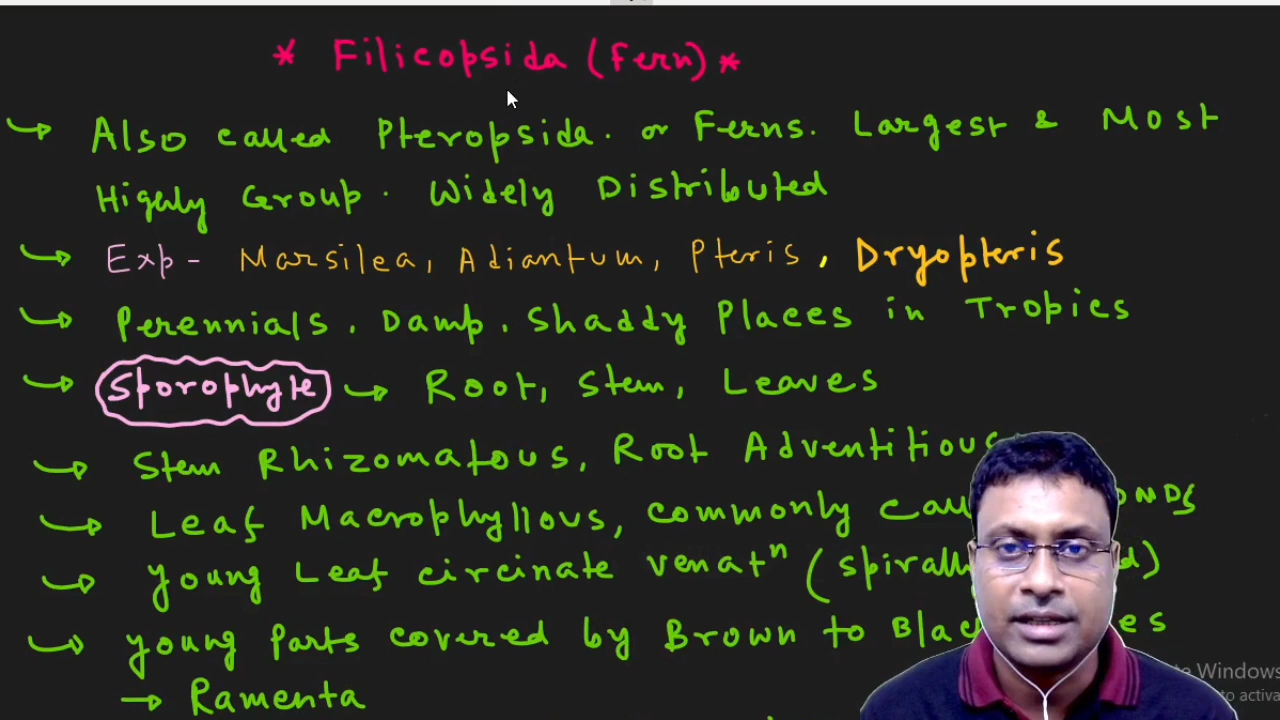 * Filicopsida (Fern) *
Also called Pteropsida. or Ferns. Largest & Most
Highly Group. Widely Distributed
Exp - Marsilea, Adiantum, Pteris, Dryopteris
Perennials. Damp. Shaddy Places in Tropics
Sporophyte → Root, Stem, Leaves
Stem Rhizomatous, Root Adventitious
Leaf Macrophyllous, commonly
Young Leaf circinate venatⁿ
Young Parts covered by Brown to
→ Ramenta
Windows